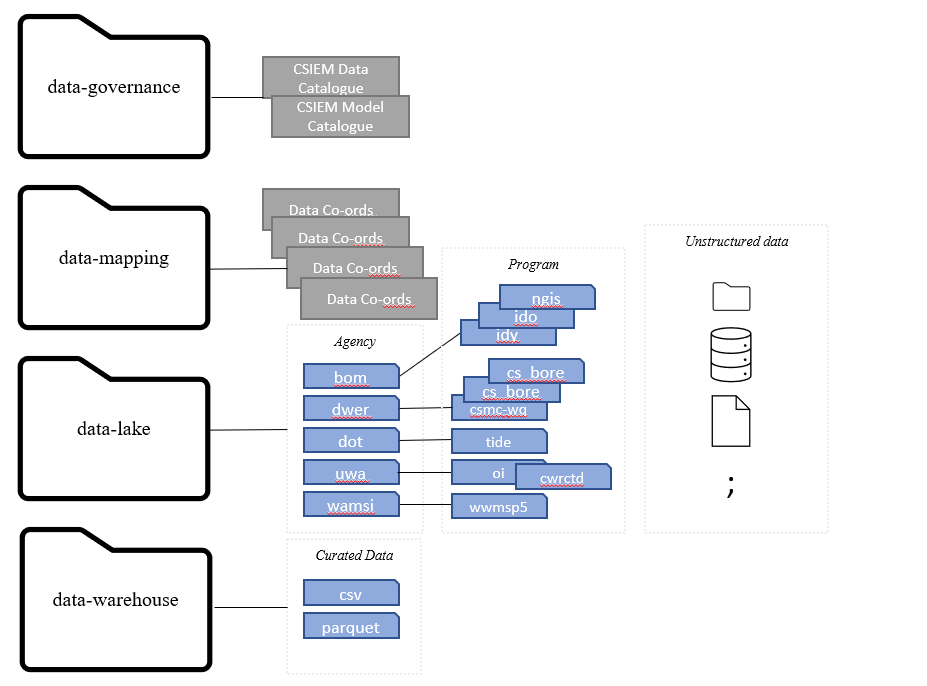 data-governance
CSIEM Data
Catalogue
CSIEM Model
Catalogue
data-mapping
Data Co-ords
Data Co-ords
Data Co-ords
Data Co-ords
data-lake
Agency
bom
dwer
dot
uwa
wamsi
Program
ngis
ido
idy
cs_bore
cs_bore
csmc-wq
tide
oi
cwrctd
wwmsp5
Unstructured data
;
data-warehouse
Curated Data
csv
parquet